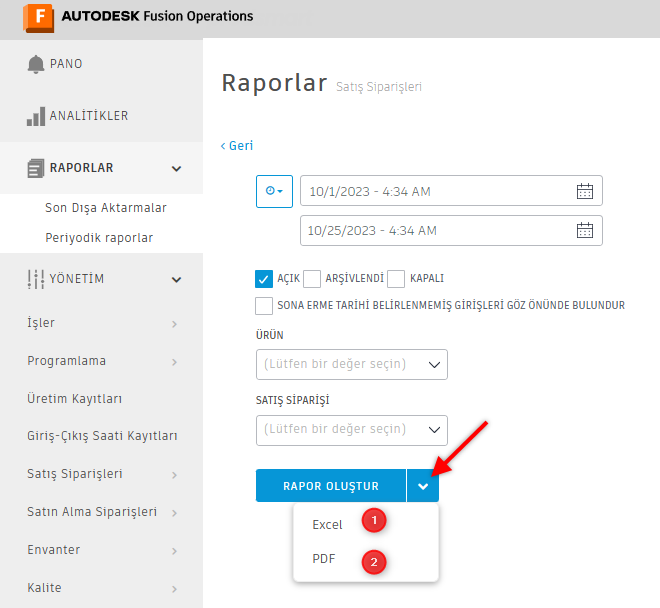 F AUTODESK Fusion Operations
PANO
ANALİTİKLER
RAPORLAR
Son Dışa Aktarmalar
Periyodik raporlar
YÖNETİM
İşler
Programlama
Üretim Kayıtları
Giriş-Çıkış Saati Kayıtları
Satış Siparişleri
Satın Alma Siparişleri
Envanter
Kalite
Raporlar Satış Siparişleri
‹ Geri
10/1/2023 - 4:34 AM
10/25/2023 - 4:34 AM
AÇIK ARŞİVLENDİ KAPALI
SONA ERME TARİHİ BELİRLENMEMİŞ GİRİŞLERİ GÖZ ÖNÜNDE BULUNDUR
ÜRÜN
(Lütfen bir değer seçin)
SATIŞ SİPARİŞİ
(Lütfen bir değer seçin)
RAPOR OLUŞTUR
Excel 1
PDF 2